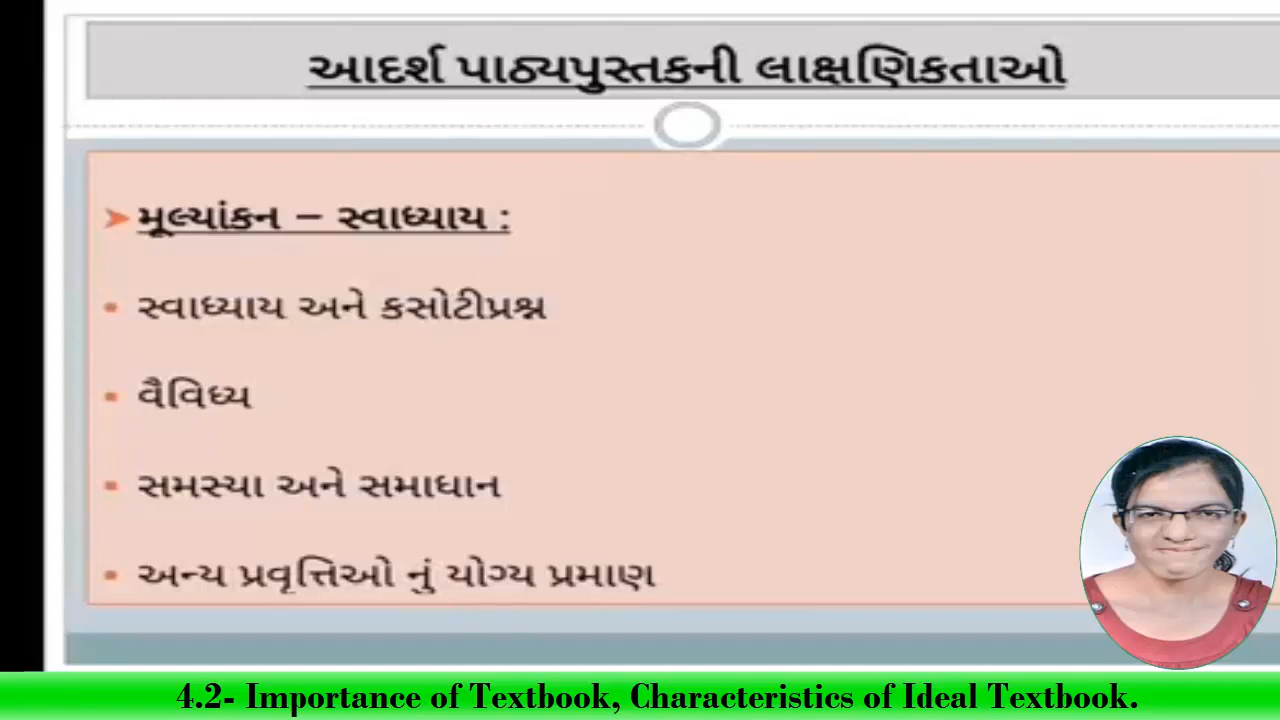 આદર્શ પાઠ્યપુસ્તકની લાક્ષણિકતાઓ
મૂલ્યાંકન – સ્વાધ્યાય :
સ્વાધ્યાય અને કસોટીપ્રશ્ન
વૈવિધ્ય
સમસ્યા અને સમાધાન
અન્ય પ્રવૃત્તિઓ નું યોગ્ય પ્રમાણ
4.2- Importance of Textbook, Characteristics of Ideal Textbook.